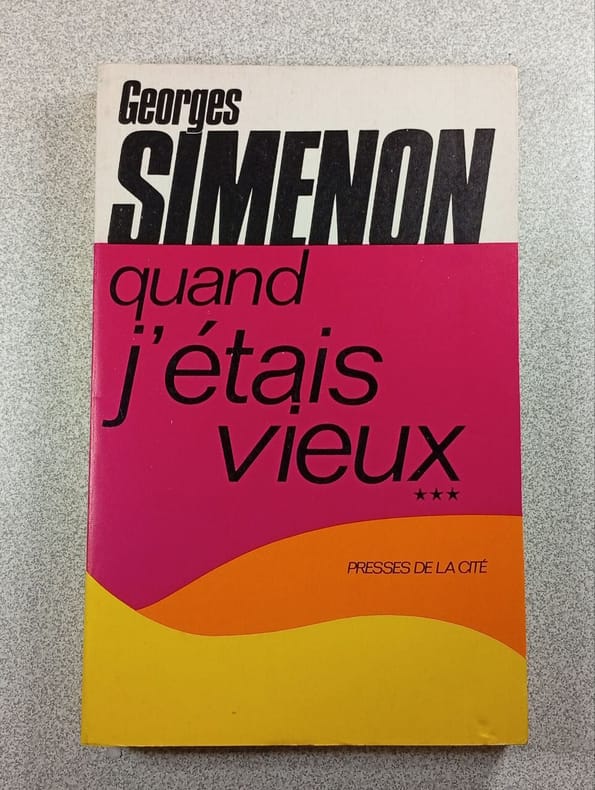 Georges
SIMENON
quand
j'étais
vieux
★★★
PRESSES DE LA CITÉ